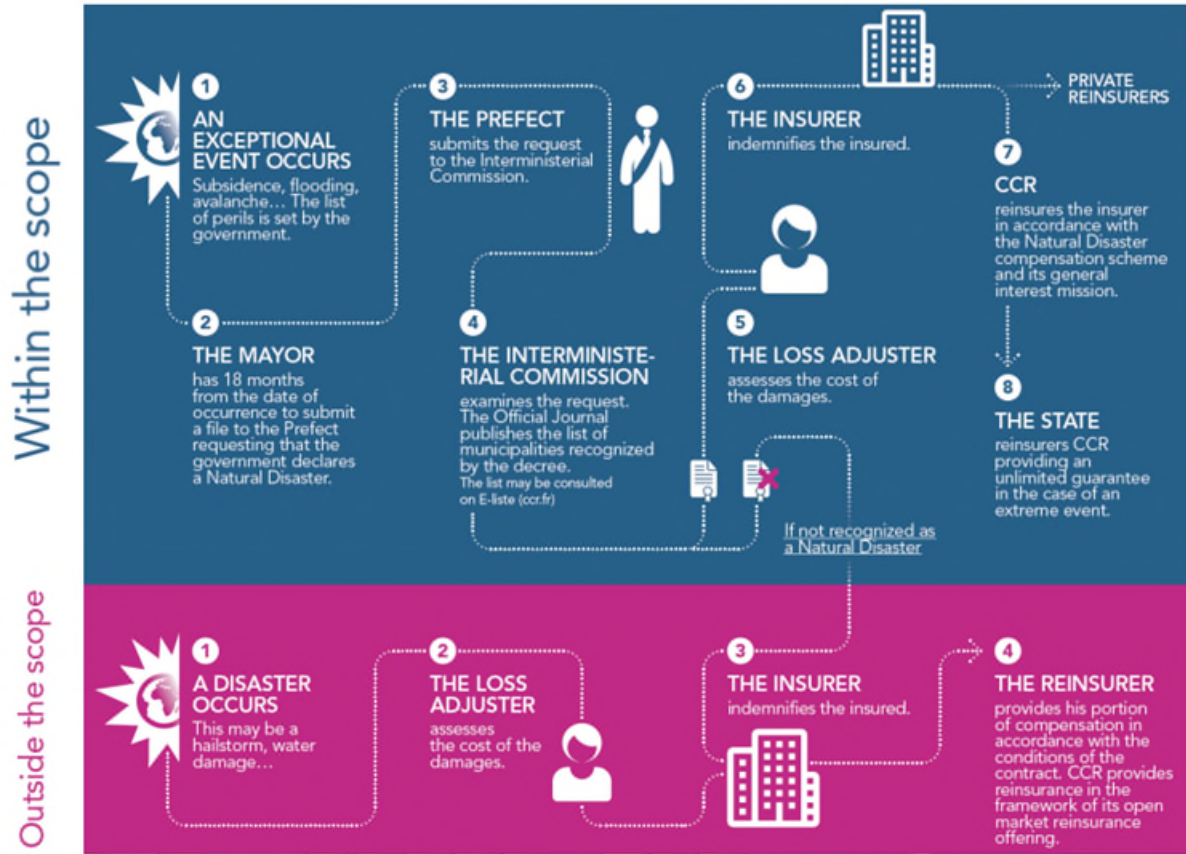 Within the scope
1
AN
EXCEPTIONAL
EVENT OCCURS
Subsidence, flooding,
avalanche... The list
of perils is set by the
government.
2
THE MAYOR
has 18 months
from the date of
occurrence to submit
a file to the Prefect
requesting that the
government declares
a Natural Disaster.
3
THE PREFECT
submits the request
to the Interministerial
Commission.
4
THE INTERMINISTE-
RIAL COMMISSION
examines the request.
The Official Journal
publishes the list of
municipalities recognized
by the decree.
The list may be consulted
on E-liste (ccr.fr)
5
THE LOSS ADJUSTER
assesses the cost of
the damages.
If not recognized as
a Natural Disaster
6
THE INSURER
indemnifies the insured.
PRIVATE
REINSURERS
7
CCR
reinsures the insurer
in accordance with
the Natural Disaster
compensation scheme
and its general
interest mission.
8
THE STATE
reinsurers CCR
providing an
unlimited guarantee
in the case of an
extreme event.
Outside the scope
1
A DISASTER
OCCURS
This may be a
hailstorm, water
damage...
2
THE LOSS
ADJUSTER
assesses
the cost of the
damages.
3
THE INSURER
indemnifies the insured.
4
THE REINSURER
provides his portion
of compensation in
accordance with the
conditions of the
contract. CCR provides
reinsurance in the
framework of its open
market reinsurance
offering.